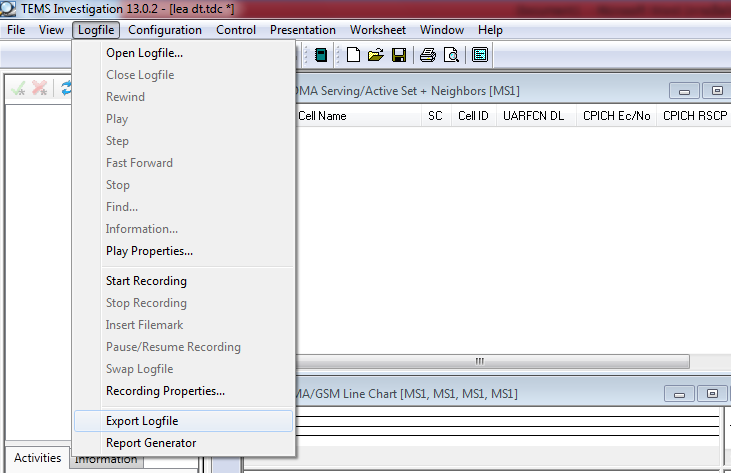 TEMS Investigation 13.0.2 - [lea dt.tdc *]
File View Logfile Configuration Control Presentation Worksheet Window Help
Open Logfile...
Close Logfile
Rewind
Play
Step
Fast Forward
Stop
Find...
Information...
Play Properties...
Start Recording
Stop Recording
Insert Filemark
Pause/Resume Recording
Swap Logfile
Recording Properties...
Export Logfile
Report Generator
DMA Serving/Active Set + Neighbors [MS1]
Cell Name SC Cell ID UARFCN DL CPICH Ec/No CPICH RSCP
MA/GSM Line Chart [MS1, MS1, MS1, MS1]
Activities Information